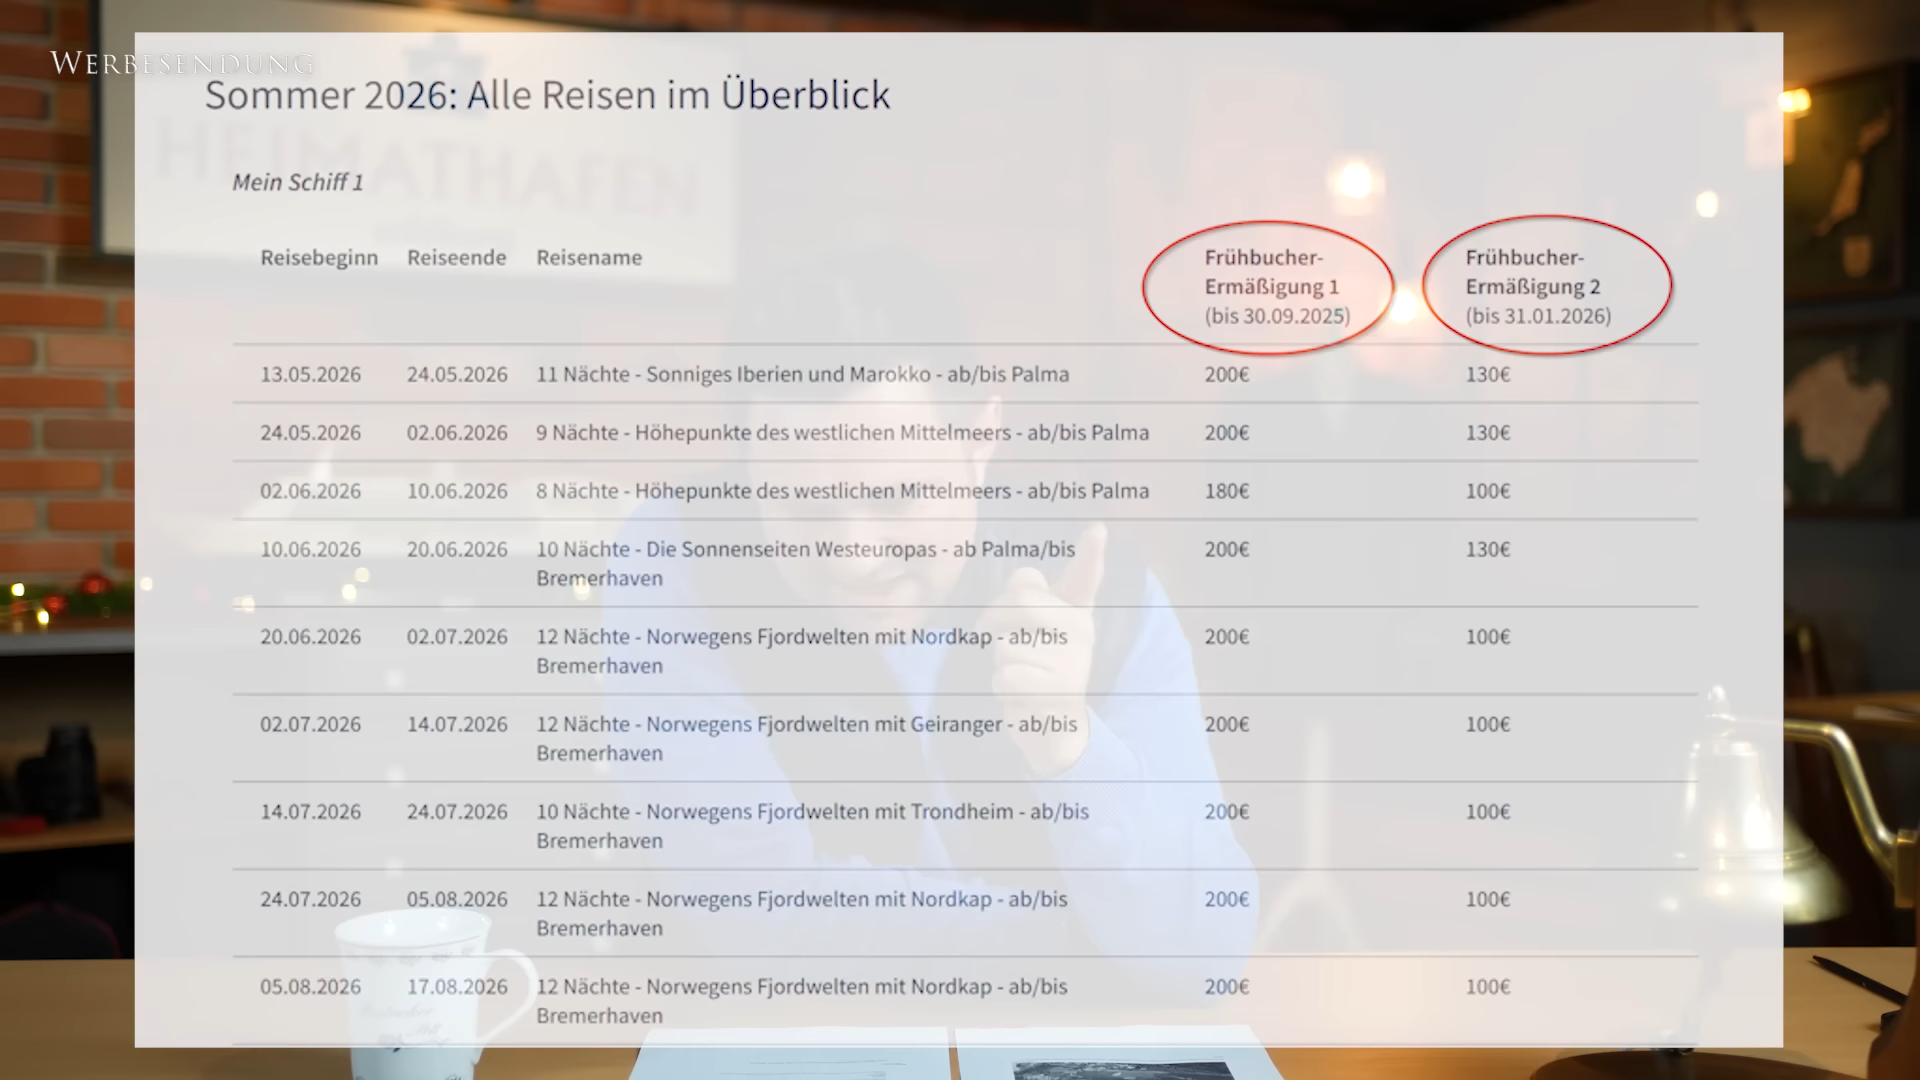 WERBESENDUNG
Sommer 2026: Alle Reisen im Überblick
HEIMATHAFEN
Mein Schiff 1
Reisebeginn Reiseende Reisename Frühbucher-Ermäßigung 1 (bis 30.09.2025) Frühbucher-Ermäßigung 2 (bis 31.01.2026)
13.05.2026 24.05.2026 11 Nächte - Sonniges Iberien und Marokko - ab/bis Palma 200€ 130€
24.05.2026 02.06.2026 9 Nächte - Höhepunkte des westlichen Mittelmeers - ab/bis Palma 200€ 130€
02.06.2026 10.06.2026 8 Nächte - Höhepunkte des westlichen Mittelmeers - ab/bis Palma 180€ 100€
10.06.2026 20.06.2026 10 Nächte - Die Sonnenseiten Westeuropas - ab Palma/bis 200€ 130€
Bremerhaven
20.06.2026 02.07.2026 12 Nächte - Norwegens Fjordwelten mit Nordkap - ab/bis 200€ 100€
Bremerhaven
02.07.2026 14.07.2026 12 Nächte - Norwegens Fjordwelten mit Geiranger - ab/bis 200€ 100€
Bremerhaven
14.07.2026 24.07.2026 10 Nächte - Norwegens Fjordwelten mit Trondheim - ab/bis 200€ 100€
Bremerhaven
24.07.2026 05.08.2026 12 Nächte - Norwegens Fjordwelten mit Nordkap - ab/bis 200€ 100€
Bremerhaven
05.08.2026 17.08.2026 12 Nächte - Norwegens Fjordwelten mit Nordkap - ab/bis 200€ 100€
Bremerhaven